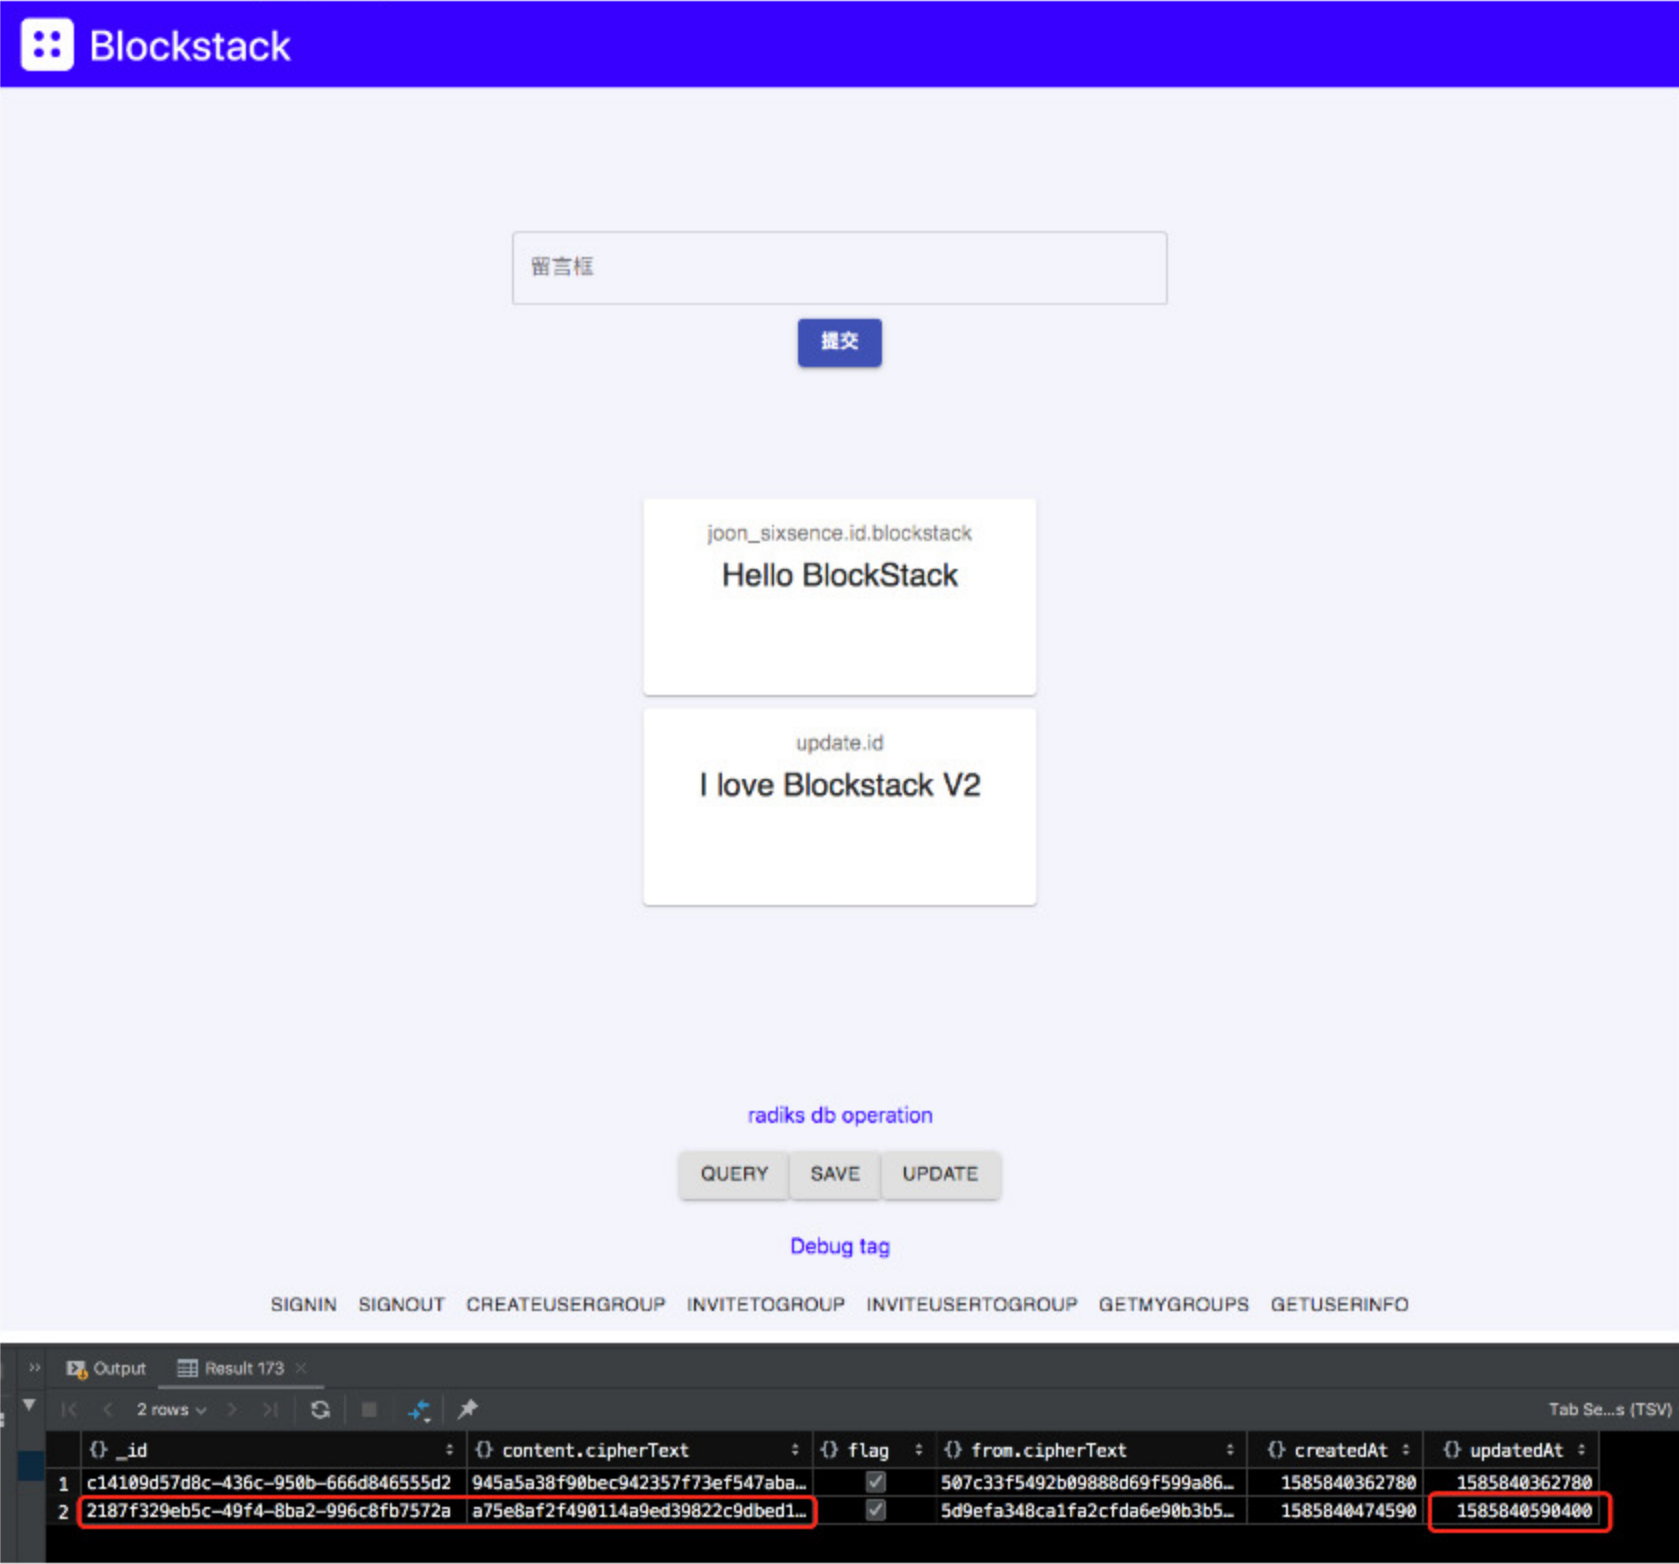 Blockstack
留言框
提交
joon_sixsence.id.blockstack
Hello BlockStack
update.id
I love Blockstack V2
radiks db operation
QUERY SAVE UPDATE
Debug tag
SIGNIN SIGNOUT CREATEUSERGROUP INVITETOGROUP INVITEUSERTOGROUP GETMYGROUPS GETUSERINFO
Output Result 173
2 rows Tab Se...s (TSV)
{} _id {} content.cipherText {} flag {} from.cipherText {} createdAt {} updatedAt
1 c14109d57d8c-436c-950b-666d846555d2 945a5a38f90bec942357f73ef547aba… 507c33f5492b09888d69f599a86… 1585840362780 1585840362780
2 2187f329eb5c-49f4-8ba2-996c8fb7572a a75e8af2f490114a9ed39822c9dbed1… 5d9efa348ca1fa2cfda6e90b3b5… 1585840474590 1585840590400